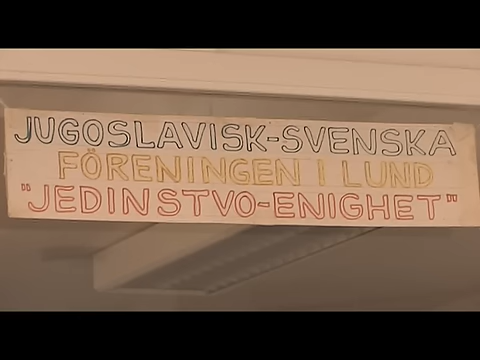 JUGOSLAVISK-SVENSKA
FÖRENINGEN I LUND
"JEDINSTVO-ENIGHET"